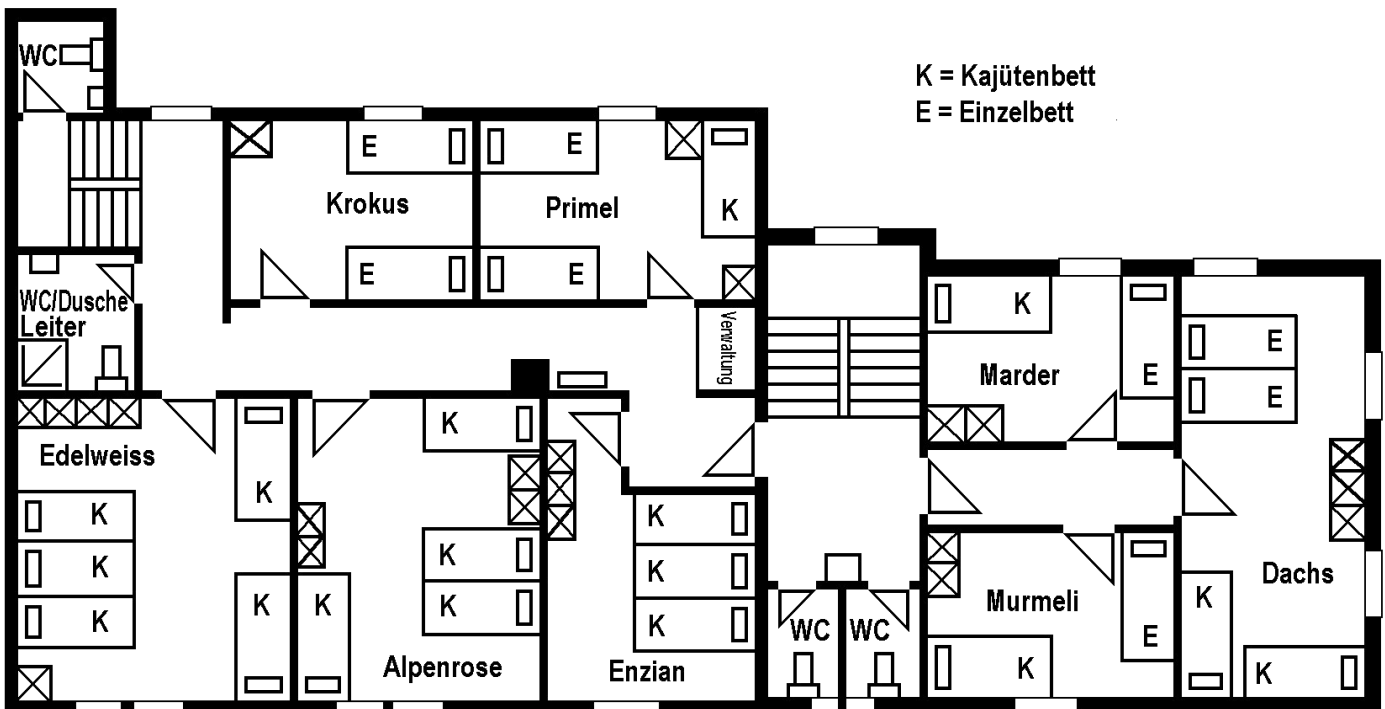 WC
K = Kajütenbett
E = Einzelbett
E
E
Krokus
E
E
E
Primel
K
E
WC/Dusche
Leiter
Verwaltung
K
Marder
E
E
E
Edelweiss
K
K
K
K
K
K
K
K
K
Alpenrose
K
K
K
K
Enzian
WC
WC
Murmeli
E
K
Dachs
K
K